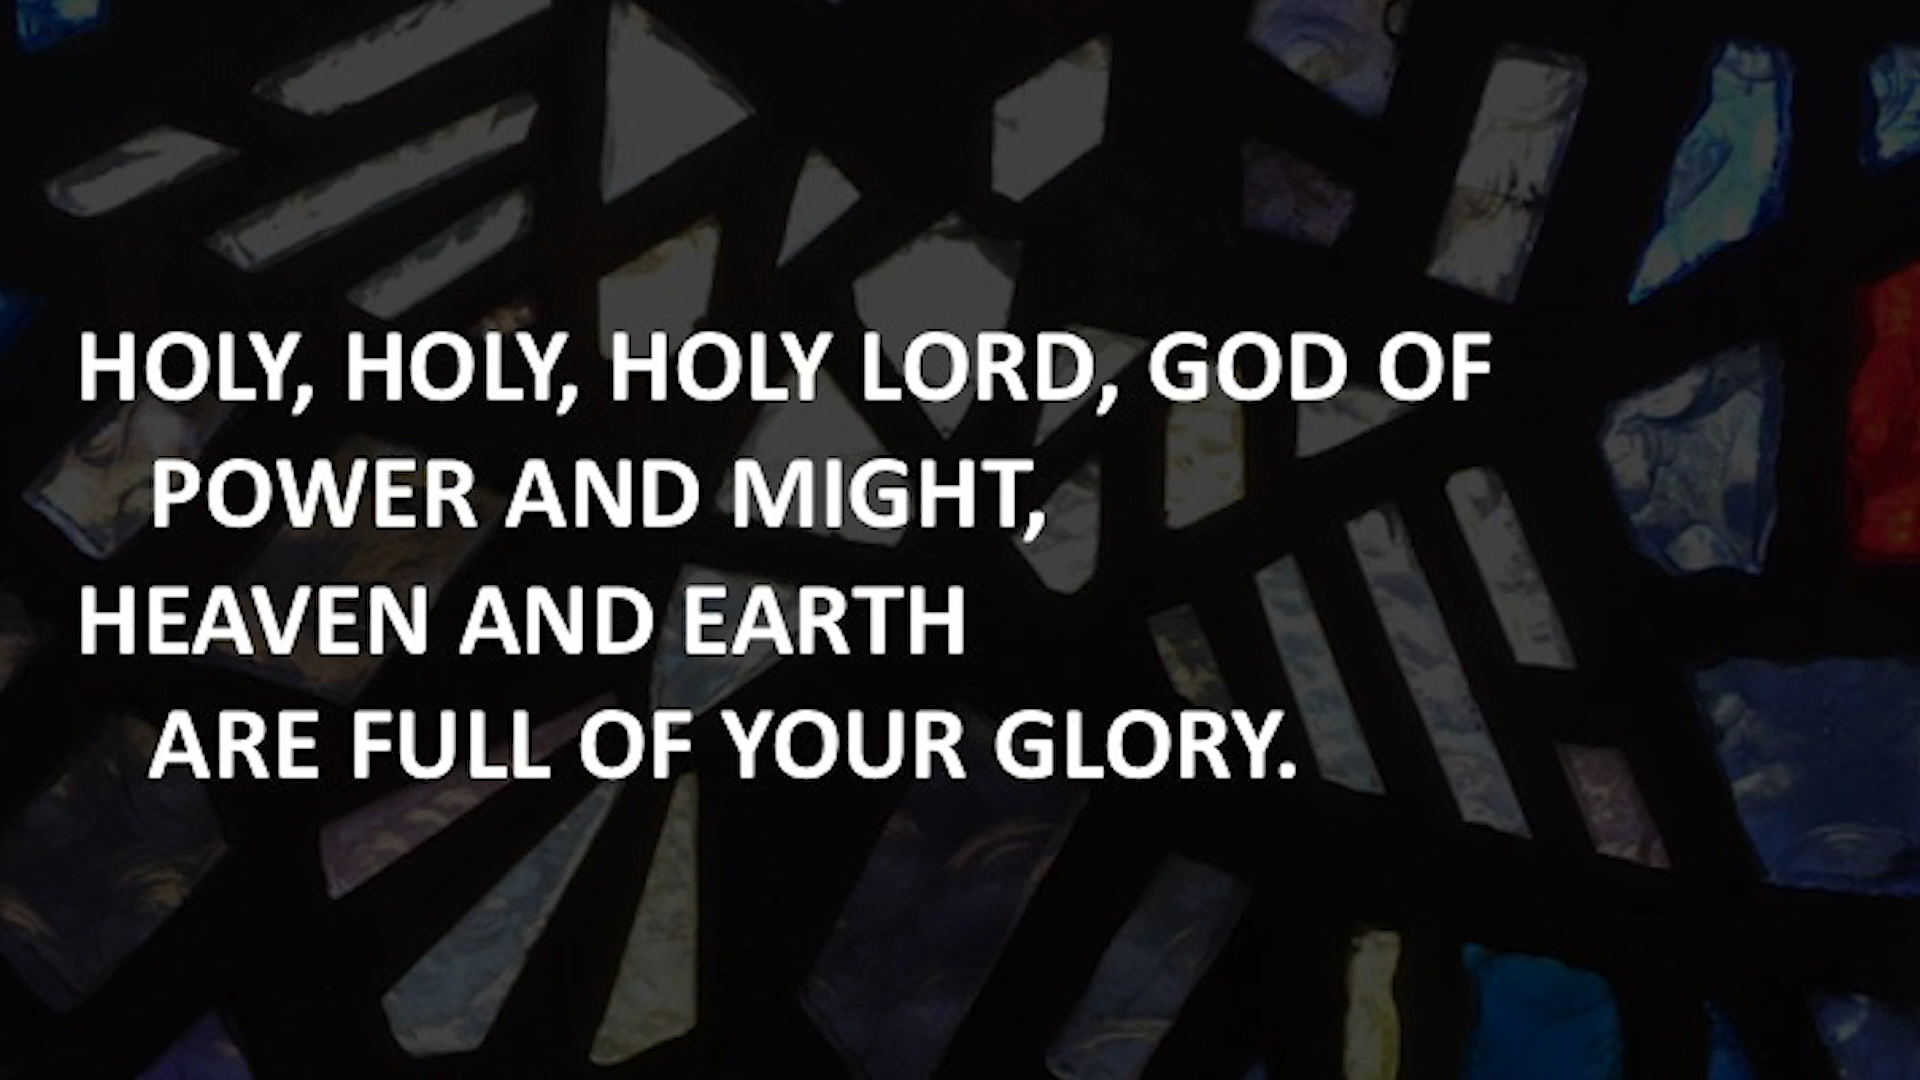 HOLY, HOLY, HOLY LORD, GOD OF
POWER AND MIGHT,
HEAVEN AND EARTH
ARE FULL OF YOUR GLORY.